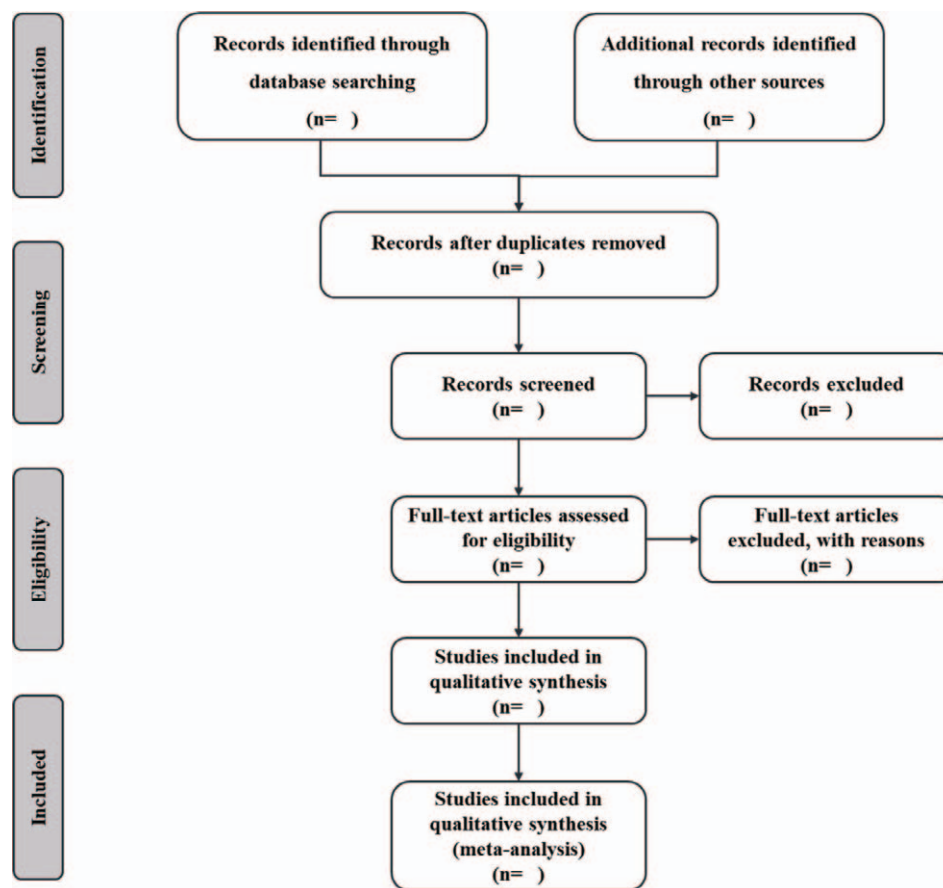 Identification
Records identified through
database searching
(n=  )
Additional records identified
through other sources
(n=  )
Records after duplicates removed
(n=  )
Screening
Records screened
(n=  )
Records excluded
(n=  )
Eligibility
Full-text articles assessed
for eligibility
(n=  )
Full-text articles
excluded, with reasons
(n=  )
Studies included in
qualitative synthesis
(n=  )
Included
Studies included in
qualitative synthesis
(meta-analysis)
(n=  )